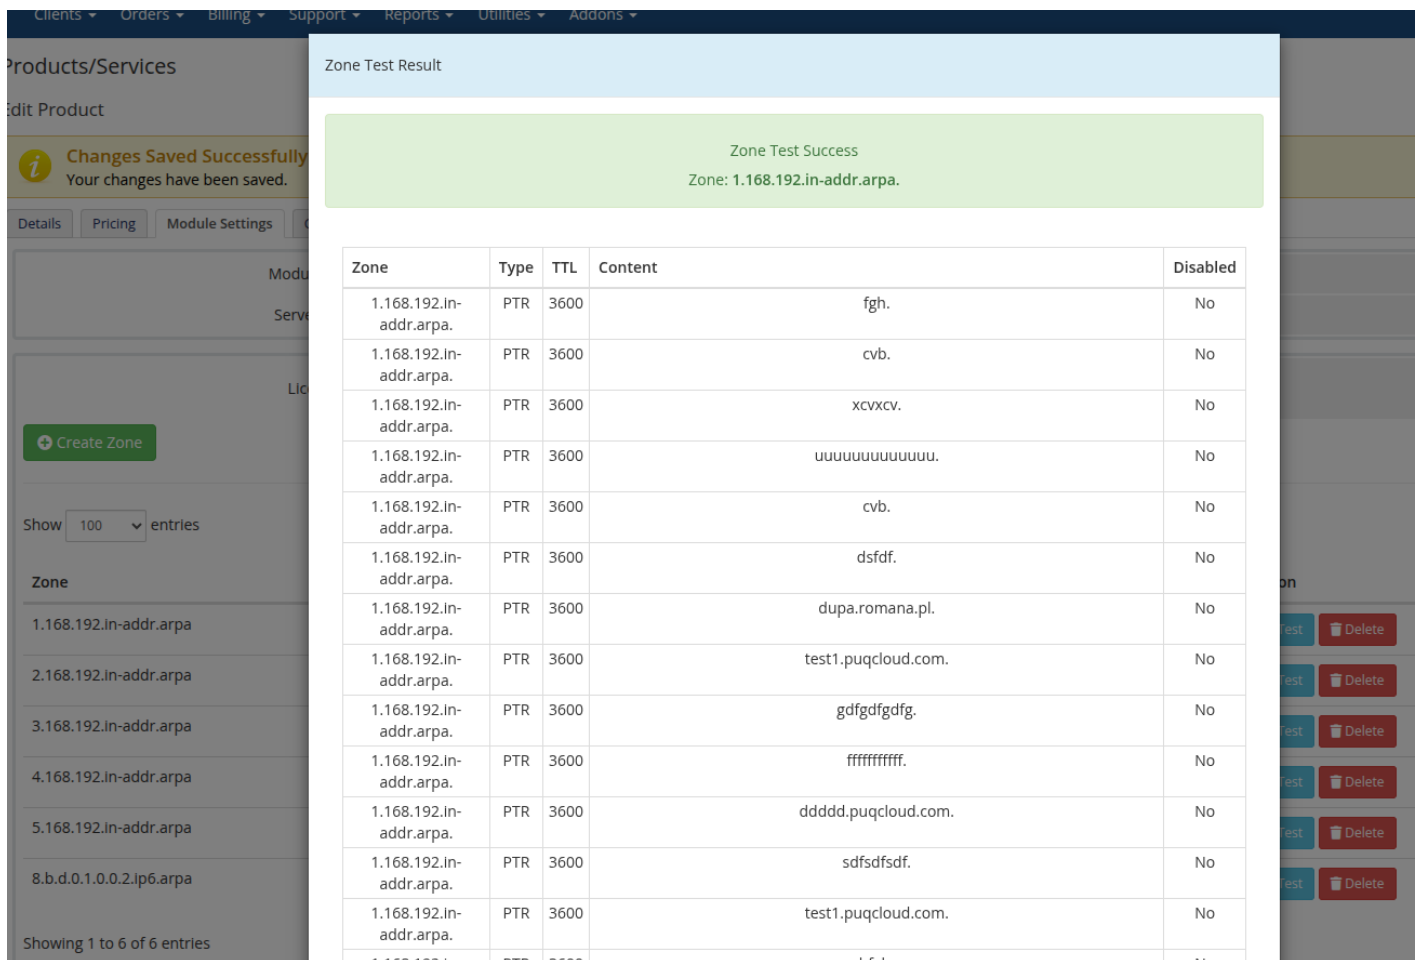 Clients Orders Billing Support Reports Utilities Addons
Products/Services
Edit Product
Changes Saved Successfully
Your changes have been saved.
Details Pricing Module Settings
Create Zone
Show 100 entries
Zone
1.168.192.in-addr.arpa
2.168.192.in-addr.arpa
3.168.192.in-addr.arpa
4.168.192.in-addr.arpa
5.168.192.in-addr.arpa
8.b.d.0.1.0.0.2.ip6.arpa
Showing 1 to 6 of 6 entries
Zone Test Result
Zone Test Success
Zone: 1.168.192.in-addr.arpa.
Zone Type TTL Content Disabled
1.168.192.in- PTR 3600 fgh. No
addr.arpa.
1.168.192.in- PTR 3600 cvb. No
addr.arpa.
1.168.192.in- PTR 3600 xcvxcv. No
addr.arpa.
1.168.192.in- PTR 3600 uuuuuuuuuuuuu. No
addr.arpa.
1.168.192.in- PTR 3600 cvb. No
addr.arpa.
1.168.192.in- PTR 3600 dsfdf. No
addr.arpa.
1.168.192.in- PTR 3600 dupa.romana.pl. No
addr.arpa.
1.168.192.in- PTR 3600 test1.puqcloud.com. No
addr.arpa.
1.168.192.in- PTR 3600 gdfgdfgdfg. No
addr.arpa.
1.168.192.in- PTR 3600 fffffffffff. No
addr.arpa.
1.168.192.in- PTR 3600 ddddd.puqcloud.com. No
addr.arpa.
1.168.192.in- PTR 3600 sdfsdfsdf. No
addr.arpa.
1.168.192.in- PTR 3600 test1.puqcloud.com. No
addr.arpa.
Test Delete
Test Delete
Test Delete
Test Delete
Test Delete
Test Delete